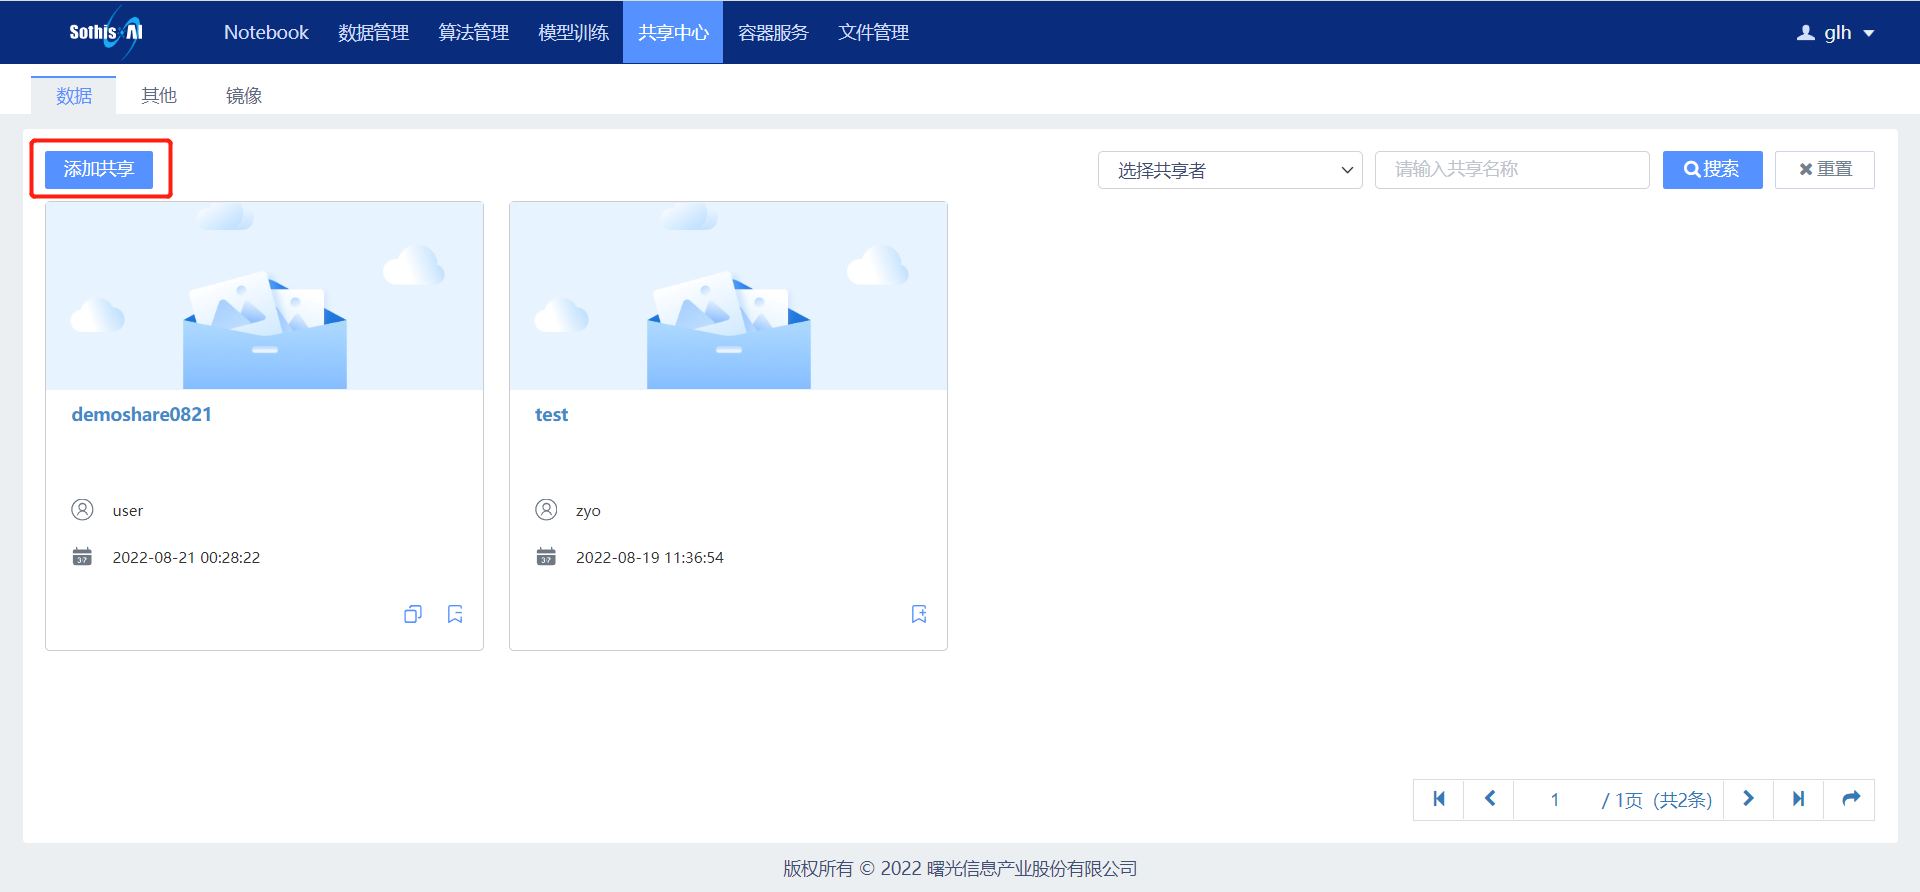 Sothis AI
Notebook 数据管理 算法管理 模型训练 共享中心 容器服务 文件管理 glh
数据 其他 镜像
添加共享 选择共享者 请输入共享名称 搜索 重置
demoshare0821
user
2022-08-21 00:28:22
test
zyo
2022-08-19 11:36:54
1 / 1页 (共2条)
版权所有 © 2022 曙光信息产业股份有限公司